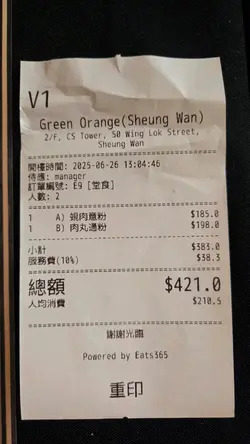 V1
Green Orange(Sheung Wan)
2/F, CS Tower, 50 Wing Lok Street,
Sheung Wan
開檯時間: 2025-06-26 13:04:46
侍應: manager
訂單編號: E9 [堂食]
人數: 2
1 A) 蜆肉意粉 $185.0
1 B) 肉丸通粉 $198.0
小計 $383.0
服務費(10%) $38.3
總額 $421.0
人均消費 $210.5
謝謝光臨
Powered by Eats365
重印